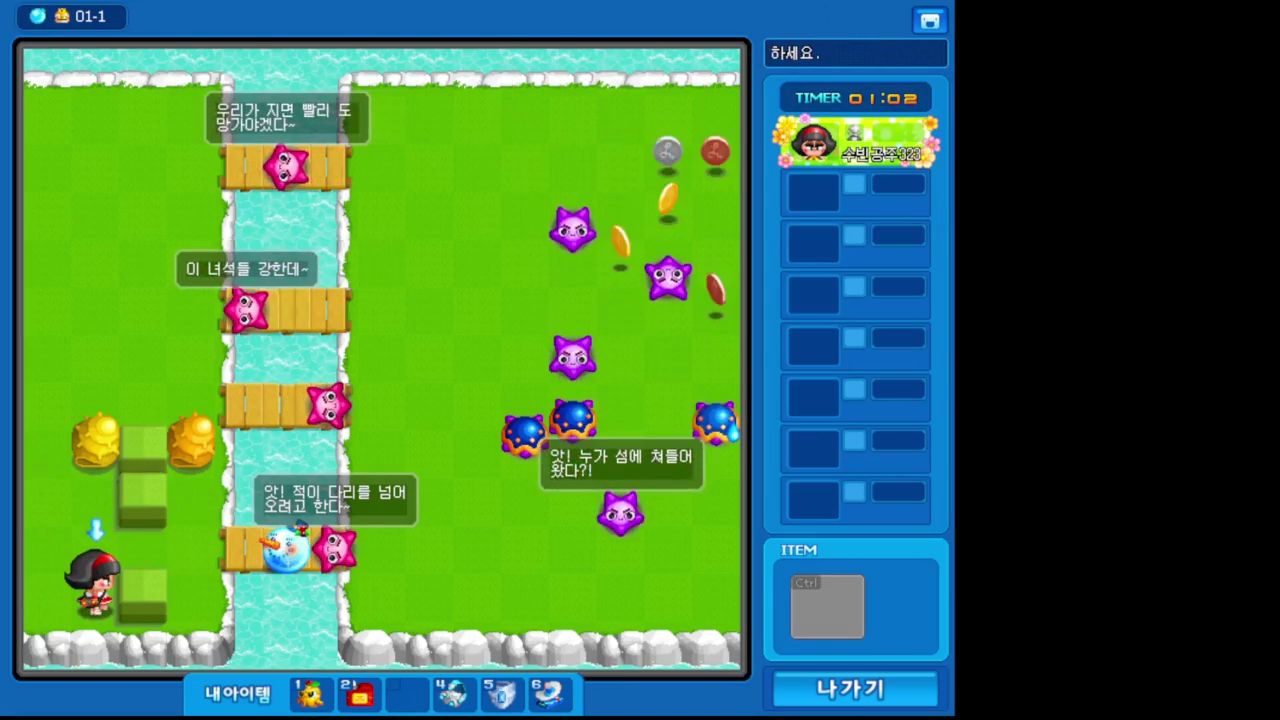 01-1
하세요.
TIMER 01:02
수빈공주323
우리가 지면 빨리 도
망가야겠다~
이 녀석들 강한데~
앗! 누가 섬에 쳐들어
왔다?!
앗! 적이 다리를 넘어
오려고 한다~
ITEM
Ctrl
내아이템
1
2
4
5
6
나가기